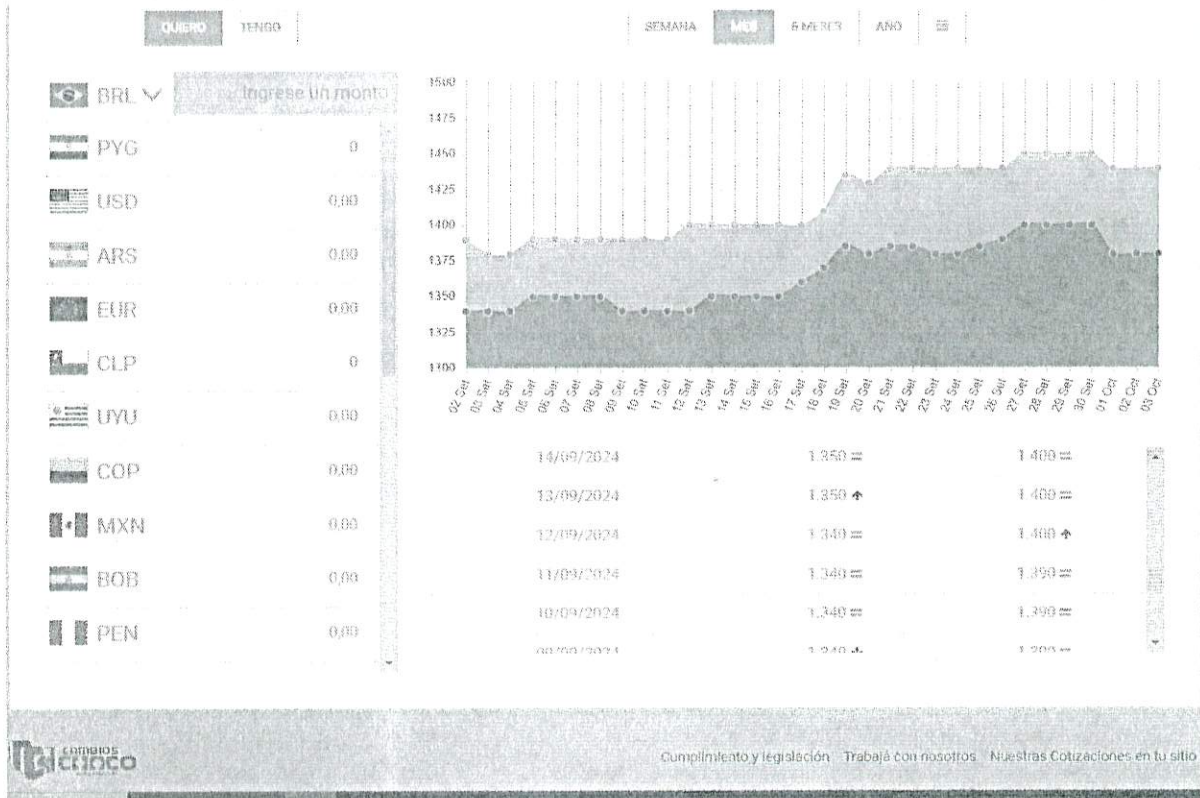 QUIERO TENGO
SEMANA MES 6 MESES AÑO
BRL Ingrese un monto
PYG 0
USD 0,00
ARS 0,00
EUR 0,00
CLP 0
UYU 0,00
COP 0,00
MXN 0,00
BOB 0,00
PEN 0,00
1500
1475
1450
1425
1400
1375
1350
1325
1300
02 Set 03 Set 04 Set 05 Set 06 Set 07 Set 08 Set 09 Set 10 Set 11 Set 12 Set 13 Set 14 Set 15 Set 16 Set 17 Set 18 Set 19 Set 20 Set 21 Set 22 Set 23 Set 24 Set 25 Set 26 Set 27 Set 28 Set 29 Set 30 Set 01 Oct 02 Oct 03 Oct
14/09/2024 1.350 = 1.400 =
13/09/2024 1.350 ↑ 1.400 =
12/09/2024 1.340 = 1.400 ↑
11/09/2024 1.340 = 1.390 =
10/09/2024 1.340 = 1.390 =
cambios
CHACO
Cumplimiento y legislación Trabajá con nosotros Nuestras Cotizaciones en tu sitio